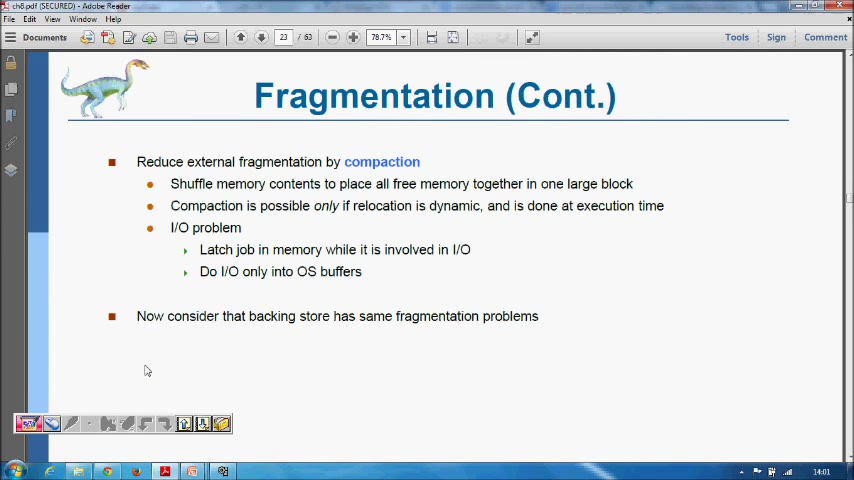 ch8.pdf (SECURED) - Adobe Reader
File Edit View Window Help
Documents 23 / 63 78.7% Tools Sign Comment
Fragmentation (Cont.)
Reduce external fragmentation by compaction
Shuffle memory contents to place all free memory together in one large block
Compaction is possible only if relocation is dynamic, and is done at execution time
I/O problem
Latch job in memory while it is involved in I/O
Do I/O only into OS buffers
Now consider that backing store has same fragmentation problems
14:01